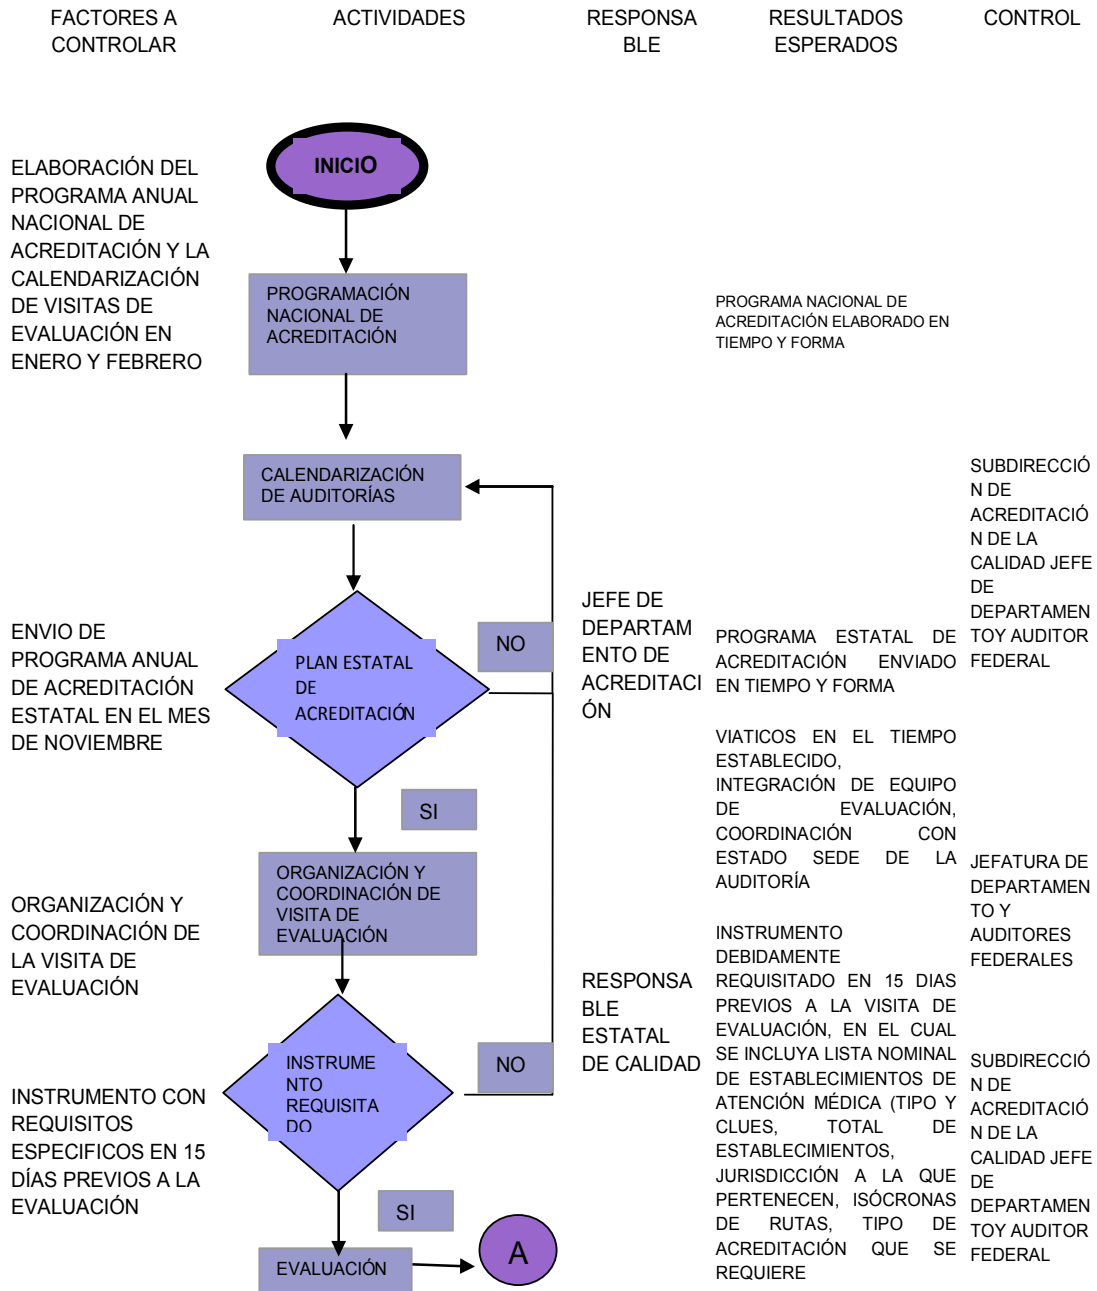 FACTORES A
CONTROLAR
ACTIVIDADES
RESPONSA
BLE
RESULTADOS
ESPERADOS
CONTROL
INICIO
ELABORACIÓN DEL
PROGRAMA ANUAL
NACIONAL DE
ACREDITACIÓN Y LA
CALENDARIZACIÓN
DE VISITAS DE
EVALUACIÓN EN
ENERO Y FEBRERO
PROGRAMACIÓN
NACIONAL DE
ACREDITACIÓN
PROGRAMA NACIONAL DE
ACREDITACIÓN ELABORADO EN
TIEMPO Y FORMA
CALENDARIZACIÓN
DE AUDITORÍAS
SUBDIRECCIÓ
N DE
ACREDITACIÓ
N DE LA
CALIDAD JEFE
DE
DEPARTAMEN
TOY AUDITOR
FEDERAL
ENVIO DE
PROGRAMA ANUAL
DE ACREDITACIÓN
ESTATAL EN EL MES
DE NOVIEMBRE
PLAN ESTATAL
DE
ACREDITACIÓN
NO
JEFE DE
DEPARTAM
ENTO DE
ACREDITACI
ÓN
PROGRAMA ESTATAL DE
ACREDITACIÓN ENVIADO
EN TIEMPO Y FORMA
SI
VIATICOS EN EL TIEMPO
ESTABLECIDO,
INTEGRACIÓN DE EQUIPO
DE EVALUACIÓN,
COORDINACIÓN CON
ESTADO SEDE DE LA
AUDITORÍA
ORGANIZACIÓN Y
COORDINACIÓN DE
LA VISITA DE
EVALUACIÓN
ORGANIZACIÓN Y
COORDINACIÓN DE
VISITA DE
EVALUACIÓN
JEFATURA DE
DEPARTAMEN
TO Y
AUDITORES
FEDERALES
INSTRUMENTO CON
REQUISITOS
ESPECIFICOS EN 15
DÍAS PREVIOS A LA
EVALUACIÓN
INSTRUME
NTO
REQUISITA
DO
NO
RESPONSA
BLE
ESTATAL
DE CALIDAD
INSTRUMENTO
DEBIDAMENTE
REQUISITADO EN 15 DIAS
PREVIOS A LA VISITA DE
EVALUACIÓN, EN EL CUAL
SE INCLUYA LISTA NOMINAL
DE ESTABLECIMIENTOS DE
ATENCIÓN MÉDICA (TIPO Y
CLUES, TOTAL DE
ESTABLECIMIENTOS,
JURISDICCIÓN A LA QUE
PERTENECEN, ISÓCRONAS
DE RUTAS, TIPO DE
ACREDITACIÓN QUE SE
REQUIERE
SUBDIRECCIÓ
N DE
ACREDITACIÓ
N DE LA
CALIDAD JEFE
DE
DEPARTAMEN
TOY AUDITOR
FEDERAL
SI
EVALUACIÓN
A